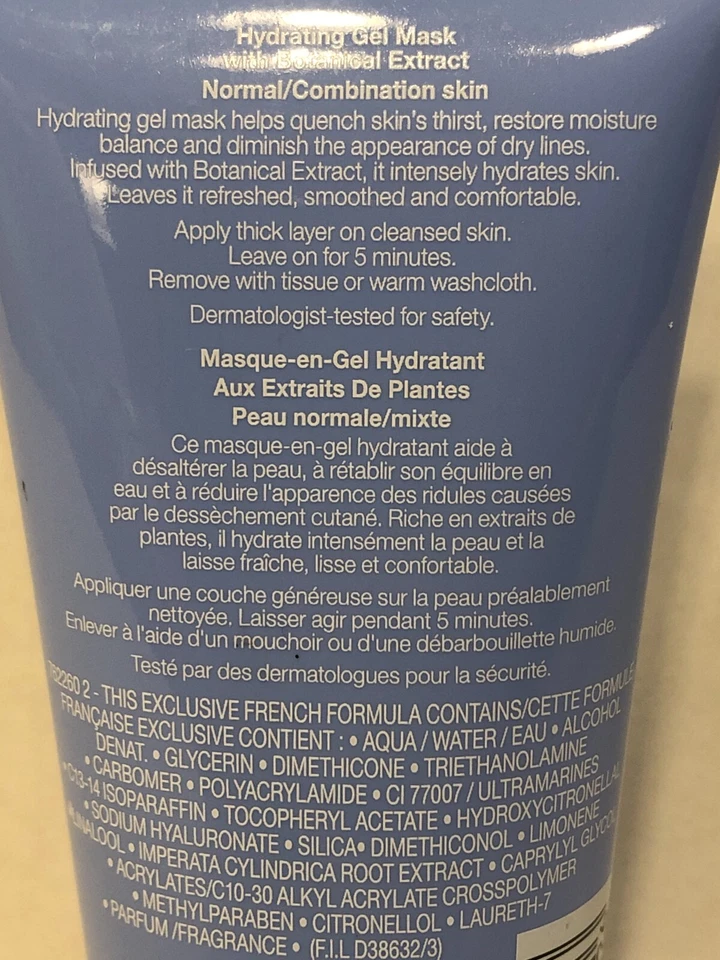 Hydrating Gel Mask
with Botanical Extract
Normal/Combination skin
Hydrating gel mask helps quench skin's thirst, restore moisture
balance and diminish the appearance of dry lines.
Infused with Botanical Extract, it intensely hydrates skin.
Leaves it refreshed, smoothed and comfortable.
Apply thick layer on cleansed skin.
Leave on for 5 minutes.
Remove with tissue or warm washcloth.
Dermatologist-tested for safety.
Masque-en-Gel Hydratant
Aux Extraits De Plantes
Peau normale/mixte
Ce masque-en-gel hydratant aide à
désaltérer la peau, à rétablir son équilibre en
eau et à réduire l'apparence des ridules causées
par le dessèchement cutané. Riche en extraits de
plantes, il hydrate intensément la peau et la
laisse fraîche, lisse et confortable.
Appliquer une couche généreuse sur la peau préalablement
nettoyée. Laisser agir pendant 5 minutes.
Enlever à l'aide d'un mouchoir ou d'une débarbouillette humide.
Testé par des dermatologues pour la sécurité.
2 - THIS EXCLUSIVE FRENCH FORMULA CONTAINS/CETTE FORMULE
FRANÇAISE EXCLUSIVE CONTIENT : • AQUA / WATER / EAU • ALCOHOL
DENAT. • GLYCERIN • DIMETHICONE • TRIETHANOLAMINE
• CARBOMER • POLYACRYLAMIDE • CI 77007 / ULTRAMARINES
• C13-14 ISOPARAFFIN • TOCOPHERYL ACETATE • HYDROXYCITRONELLAL
• SODIUM HYALURONATE • SILICA • DIMETHICONOL • LIMONENE
• LINALOOL • IMPERATA CYLINDRICA ROOT EXTRACT • CAPRYLYL GLYCOL
• ACRYLATES/C10-30 ALKYL ACRYLATE CROSSPOLYMER
• METHYLPARABEN • CITRONELLOL • LAURETH-7
• PARFUM /FRAGRANCE • (F.I.L D38632/3)